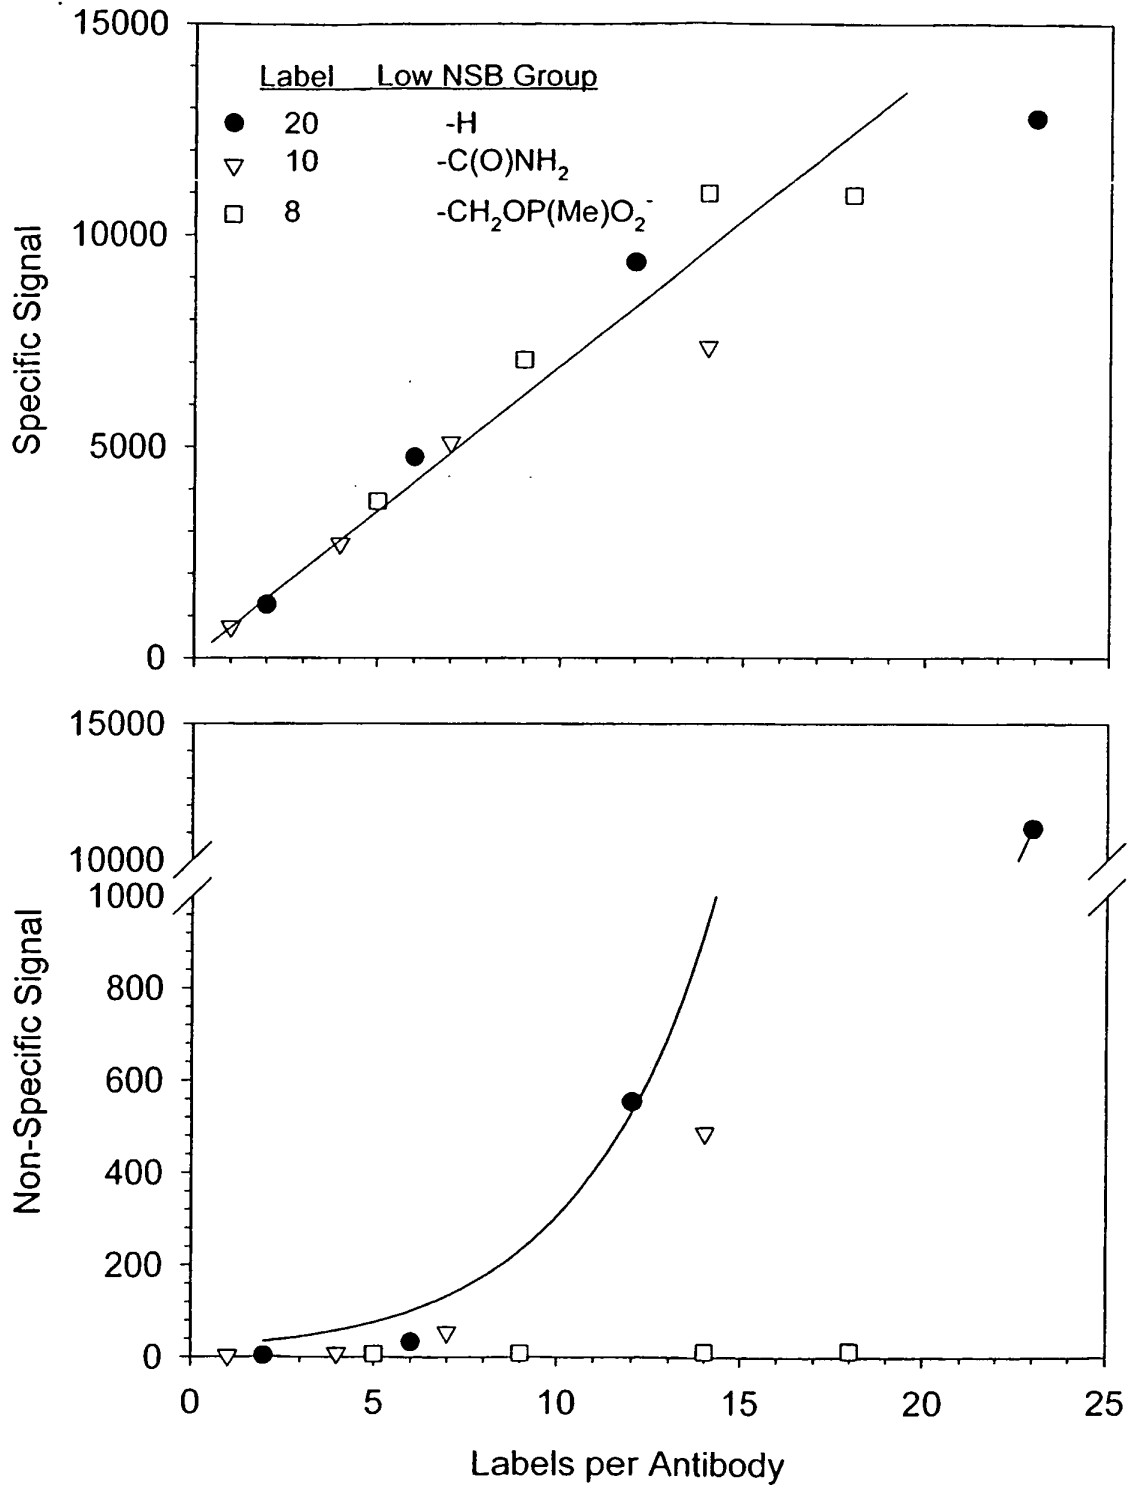 15000
Label Low NSB Group
20 -H
10 -C(O)NH2
8 -CH2OP(Me)O2-
10000
5000
0
Specific Signal
15000
10000
1000
800
600
400
200
0
Non-Specific Signal
0 5 10 15 20 25
Labels per Antibody